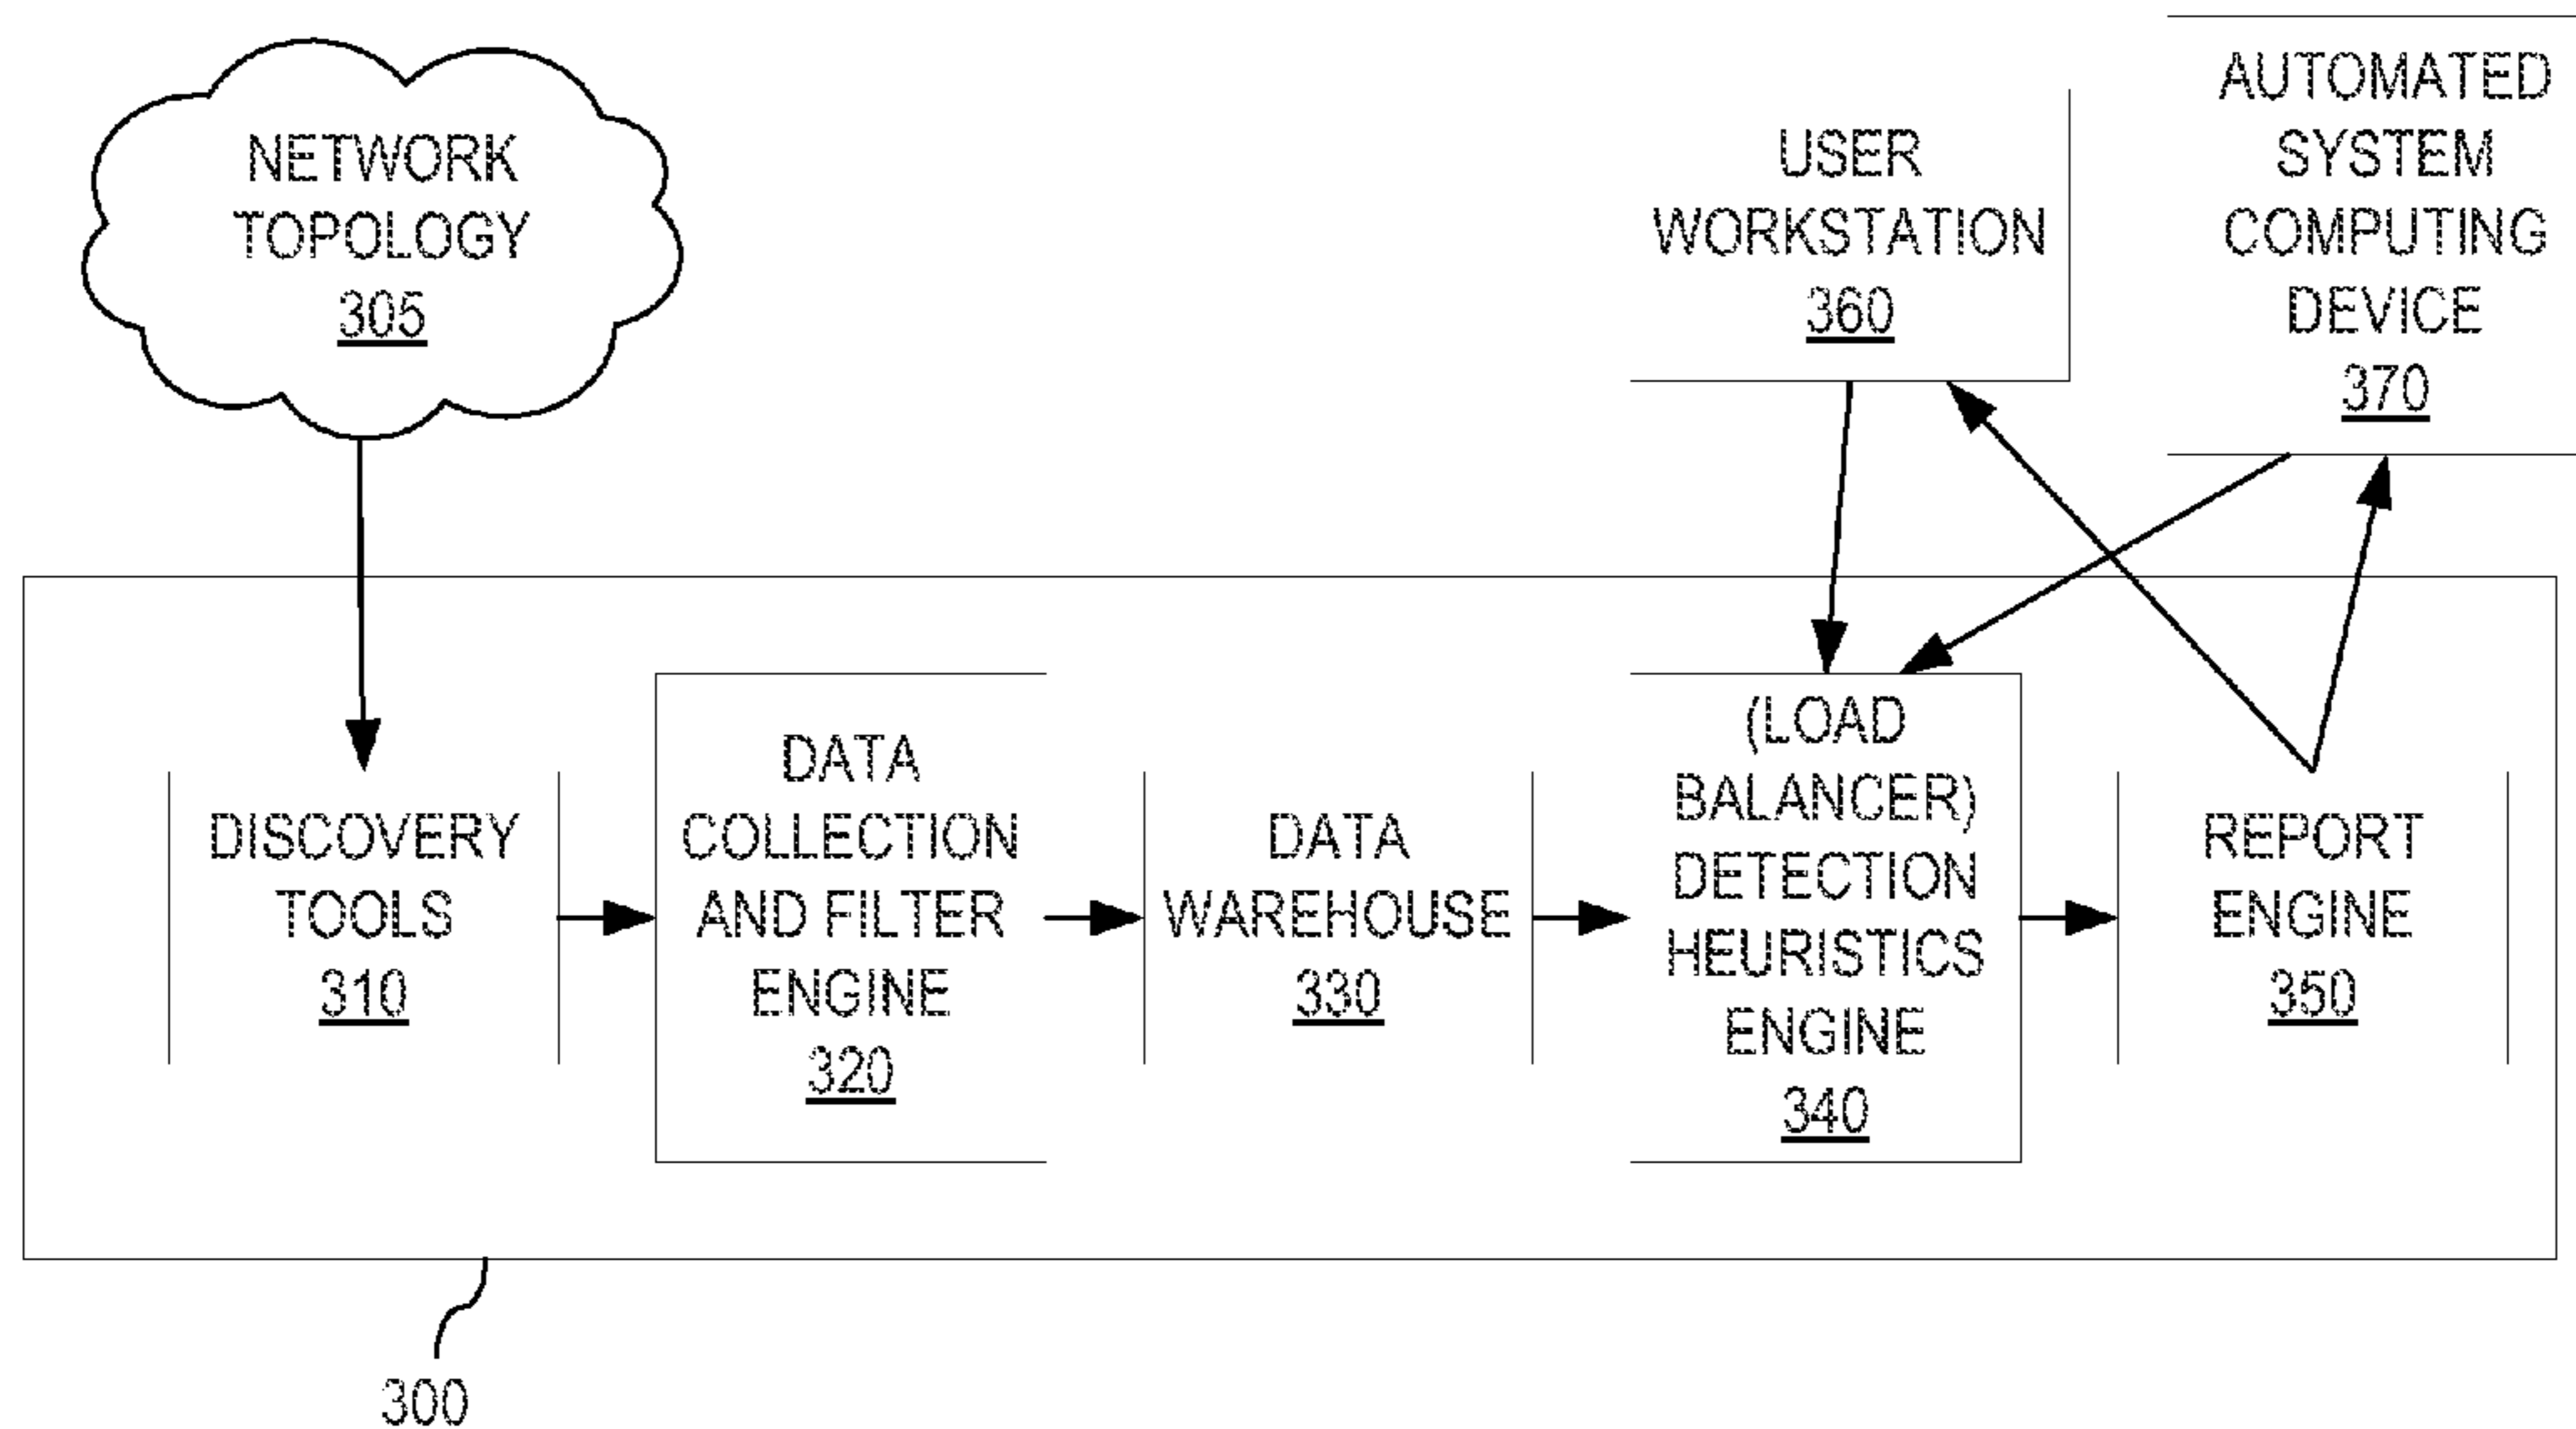 NETWORK
TOPOLOGY
305
USER
WORKSTATION
360
AUTOMATED
SYSTEM
COMPUTING
DEVICE
370
DISCOVERY
TOOLS
310
DATA
COLLECTION
AND FILTER
ENGINE
320
DATA
WAREHOUSE
330
(LOAD
BALANCER)
DETECTION
HEURISTICS
ENGINE
340
REPORT
ENGINE
350
300